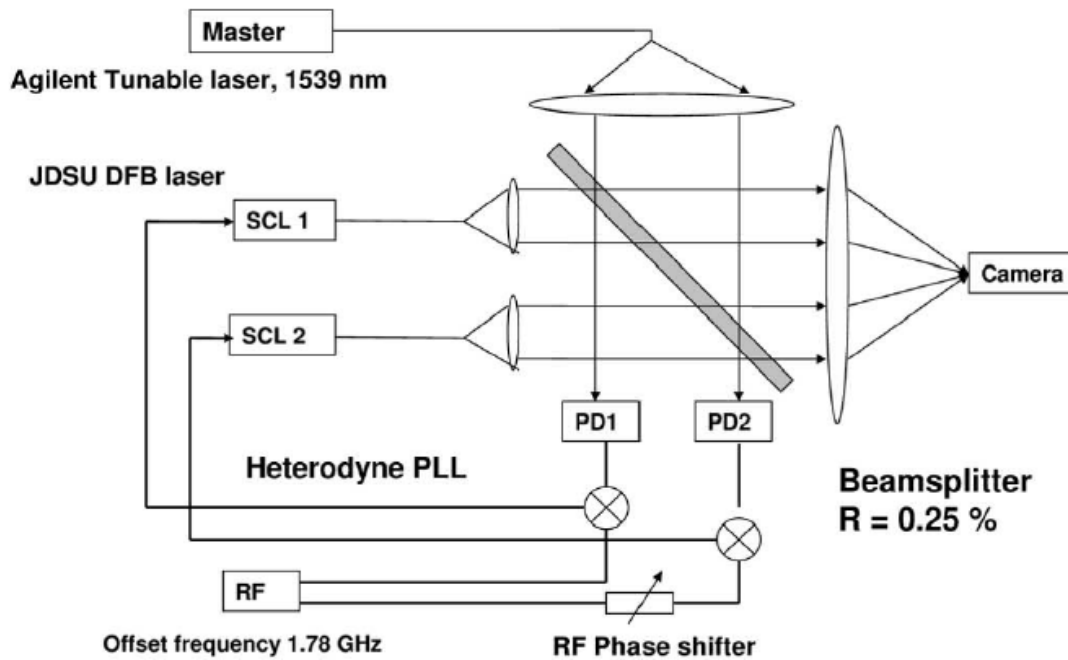 Master
Agilent Tunable laser, 1539 nm
JDSU DFB laser
SCL 1
Camera
SCL 2
PD1
PD2
Heterodyne PLL
Beamsplitter
R = 0.25 %
RF
Offset frequency 1.78 GHz
RF Phase shifter